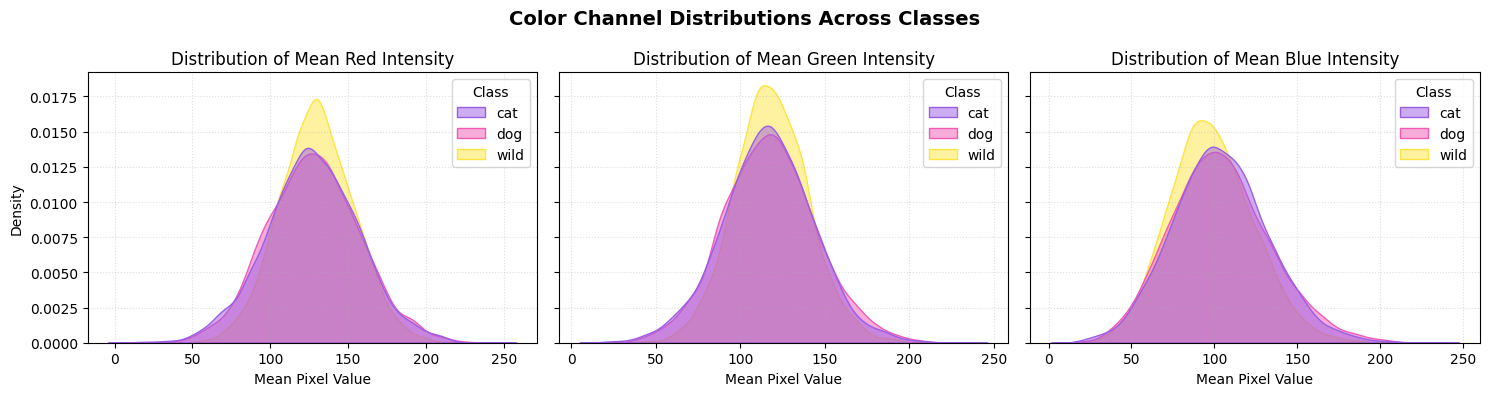 Color Channel Distributions Across Classes
Distribution of Mean Red Intensity
Class
cat
dog
wild
Density
0.0175
0.0150
0.0125
0.0100
0.0075
0.0050
0.0025
0.0000
0 50 100 150 200 250
Mean Pixel Value
Distribution of Mean Green Intensity
Class
cat
dog
wild
0 50 100 150 200 250
Mean Pixel Value
Distribution of Mean Blue Intensity
Class
cat
dog
wild
0 50 100 150 200 250
Mean Pixel Value